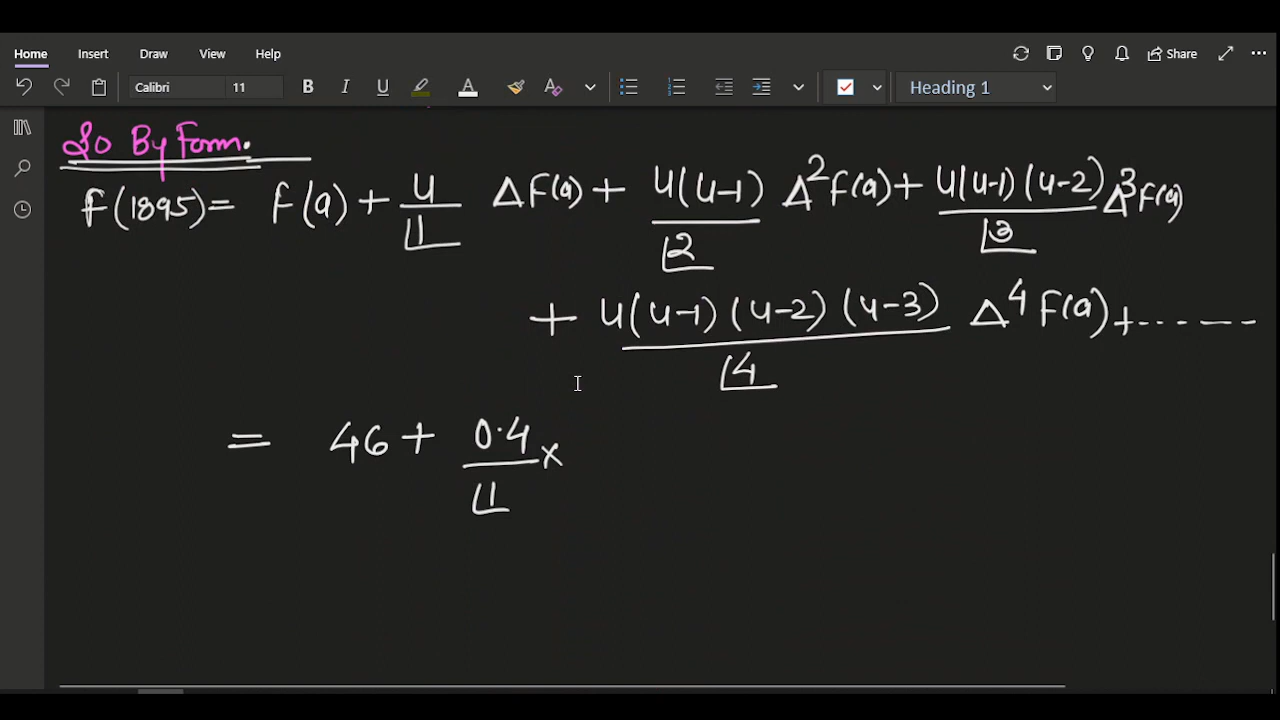 Home Insert Draw View Help Share
Calibri 11 B I U A Heading 1
So By Form.
f(1895) = f(a) + u/⌊1 Δf(a) + u(u-1)/⌊2 Δ²f(a) + u(u-1)(u-2)/⌊3 Δ³f(a)
+ u(u-1)(u-2)(u-3)/⌊4 Δ⁴f(a) + ------
= 46 + 0.4/⌊1 ×